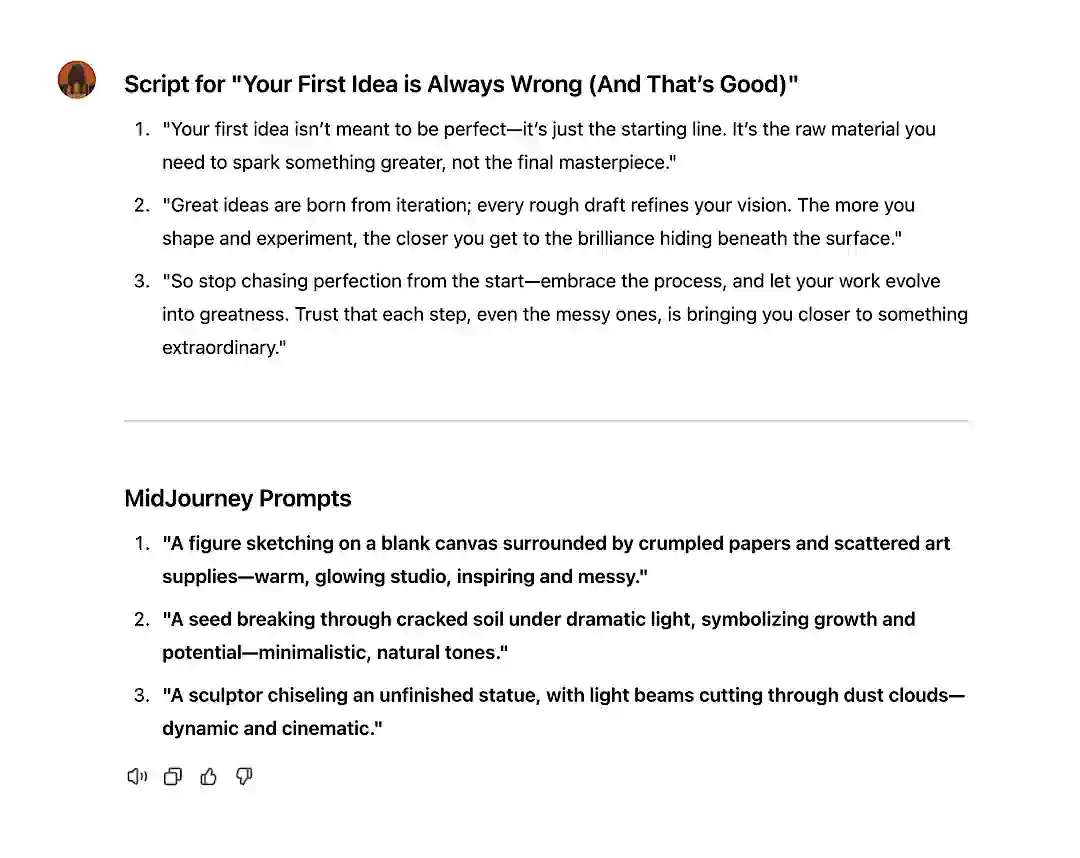 Script for "Your First Idea is Always Wrong (And That’s Good)"
1. "Your first idea isn’t meant to be perfect—it’s just the starting line. It’s the raw material you
need to spark something greater, not the final masterpiece."
2. "Great ideas are born from iteration; every rough draft refines your vision. The more you
shape and experiment, the closer you get to the brilliance hiding beneath the surface."
3. "So stop chasing perfection from the start—embrace the process, and let your work evolve
into greatness. Trust that each step, even the messy ones, is bringing you closer to something
extraordinary."
MidJourney Prompts
1. "A figure sketching on a blank canvas surrounded by crumpled papers and scattered art
supplies—warm, glowing studio, inspiring and messy."
2. "A seed breaking through cracked soil under dramatic light, symbolizing growth and
potential—minimalistic, natural tones."
3. "A sculptor chiseling an unfinished statue, with light beams cutting through dust clouds—
dynamic and cinematic."